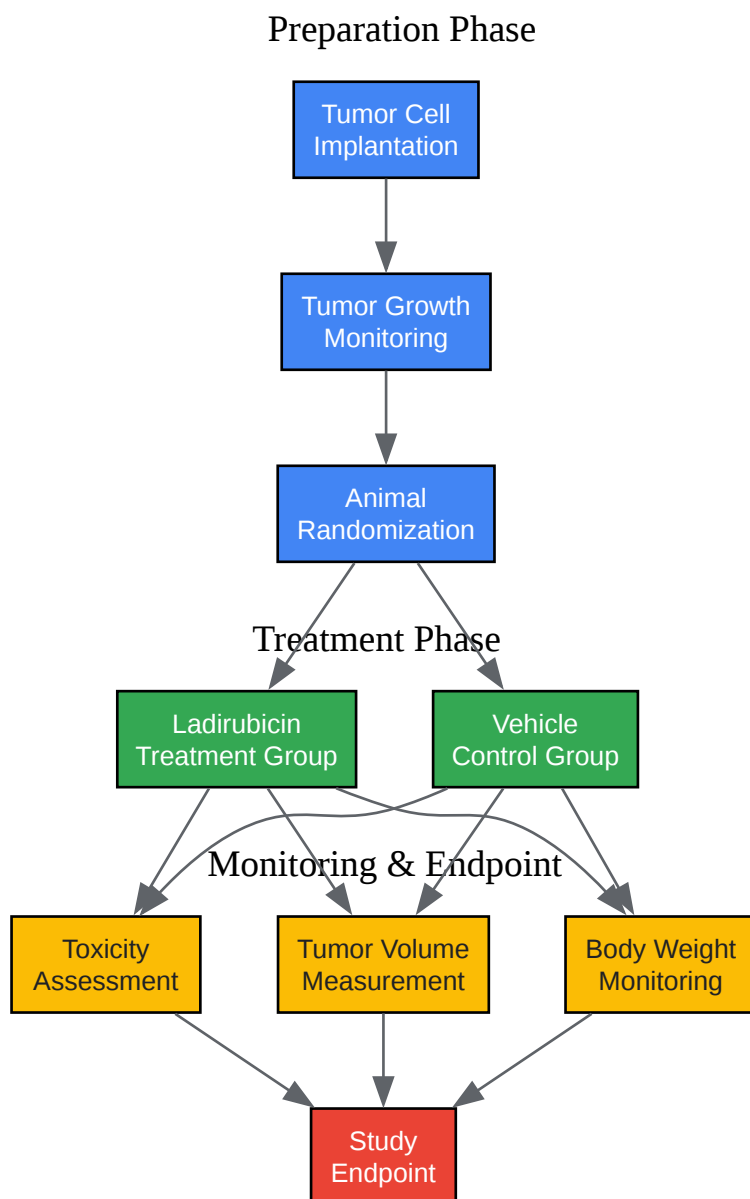 Preparation Phase
Tumor Cell
Implantation
Tumor Growth
Monitoring
Animal
Randomization
Treatment Phase
Ladirubicin
Treatment Group
Vehicle
Control Group
Monitoring & Endpoint
Toxicity
Assessment
Tumor Volume
Measurement
Body Weight
Monitoring
Study
Endpoint